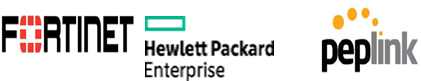 FORTINET
Hewlett Packard
Enterprise
peplink